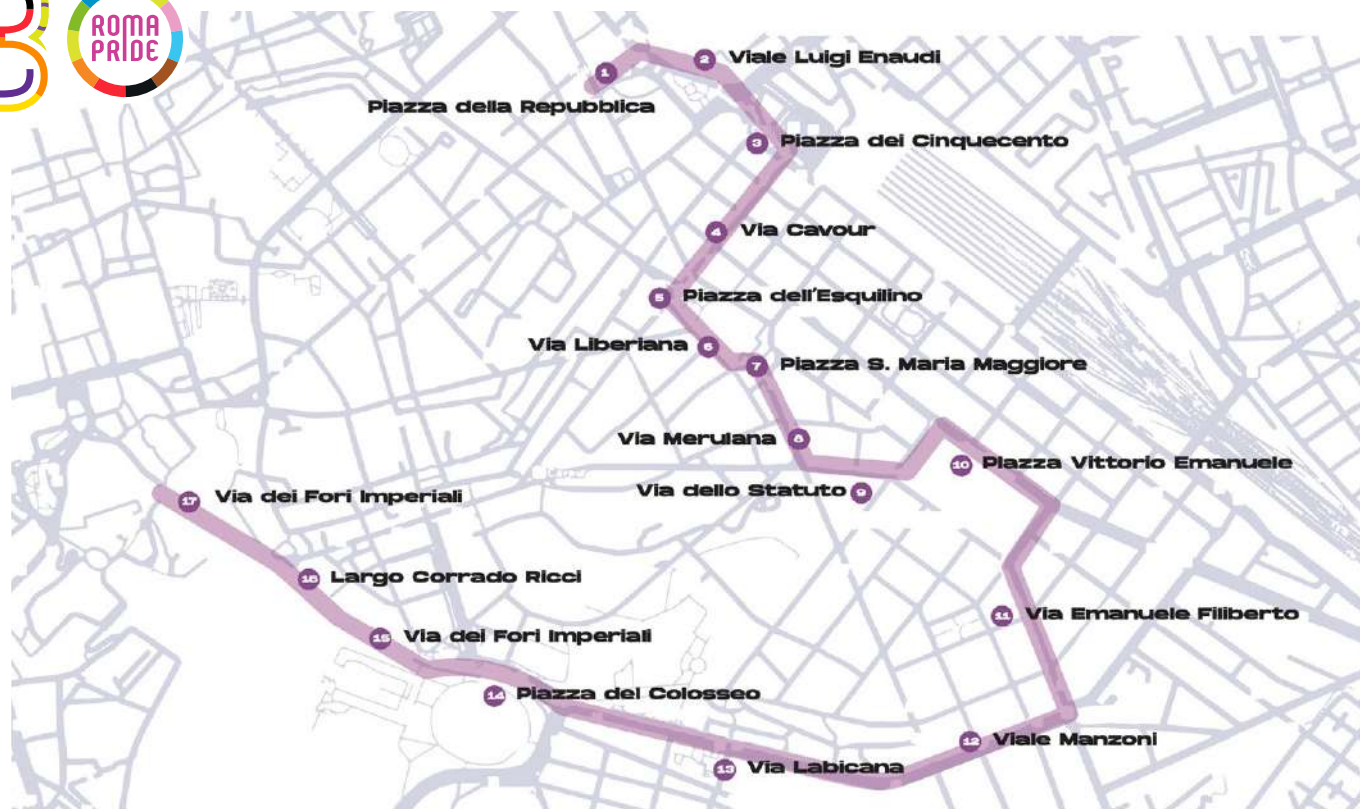 ROMA
PRIDE
1
Piazza della Repubblica
2 Viale Luigi Enaudi
3 Piazza dei Cinquecento
4 Via Cavour
5 Piazza dell'Esquilino
Via Liberiana 6
7 Piazza S. Maria Maggiore
Via Merulana 8
Via dello Statuto 9
10 Piazza Vittorio Emanuele
11 Via Emanuele Filiberto
12 Viale Manzoni
13 Via Labicana
14 Piazza del Colosseo
15 Via dei Fori Imperiali
16 Largo Corrado Ricci
17 Via dei Fori Imperiali